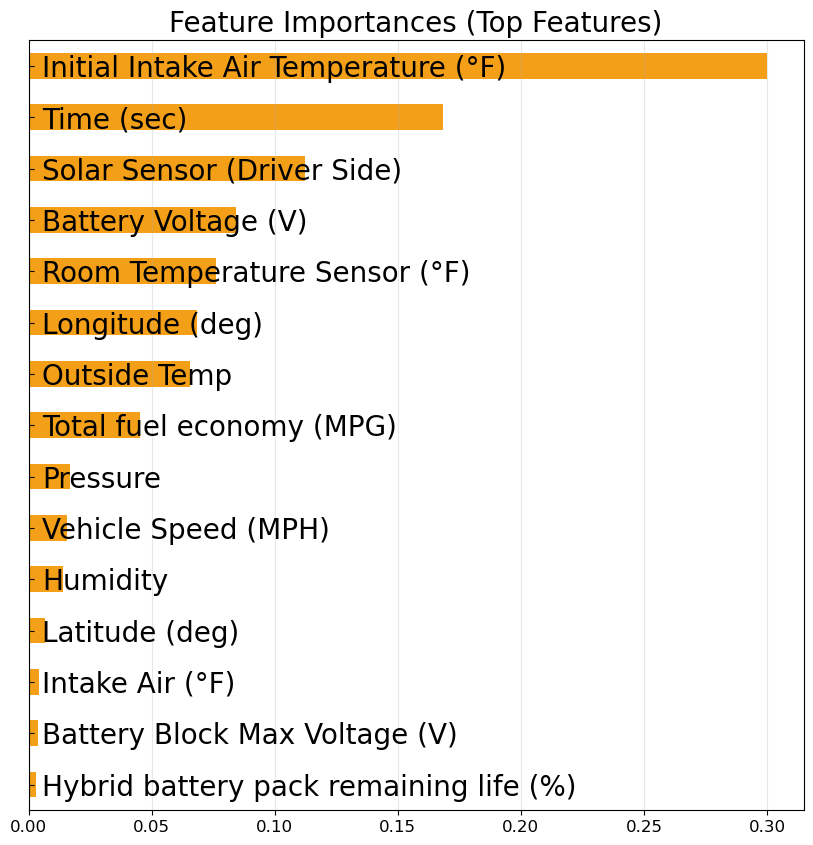 Feature Importances (Top Features)
Initial Intake Air Temperature (°F)
Time (sec)
Solar Sensor (Driver Side)
Battery Voltage (V)
Room Temperature Sensor (°F)
Longitude (deg)
Outside Temp
Total fuel economy (MPG)
Pressure
Vehicle Speed (MPH)
Humidity
Latitude (deg)
Intake Air (°F)
Battery Block Max Voltage (V)
Hybrid battery pack remaining life (%)
0.00 0.05 0.10 0.15 0.20 0.25 0.30